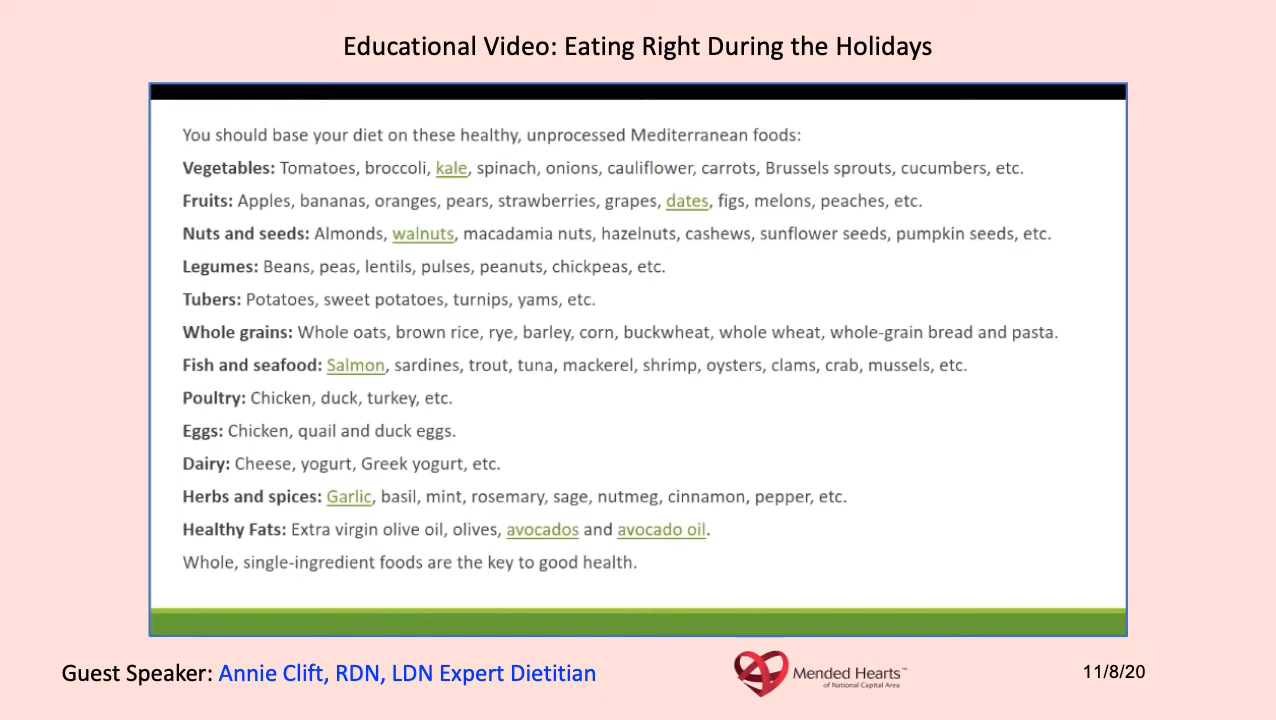 Educational Video: Eating Right During the Holidays
You should base your diet on these healthy, unprocessed Mediterranean foods:
Vegetables: Tomatoes, broccoli, kale, spinach, onions, cauliflower, carrots, Brussels sprouts, cucumbers, etc.
Fruits: Apples, bananas, oranges, pears, strawberries, grapes, dates, figs, melons, peaches, etc.
Nuts and seeds: Almonds, walnuts, macadamia nuts, hazelnuts, cashews, sunflower seeds, pumpkin seeds, etc.
Legumes: Beans, peas, lentils, pulses, peanuts, chickpeas, etc.
Tubers: Potatoes, sweet potatoes, turnips, yams, etc.
Whole grains: Whole oats, brown rice, rye, barley, corn, buckwheat, whole wheat, whole-grain bread and pasta.
Fish and seafood: Salmon, sardines, trout, tuna, mackerel, shrimp, oysters, clams, crab, mussels, etc.
Poultry: Chicken, duck, turkey, etc.
Eggs: Chicken, quail and duck eggs.
Dairy: Cheese, yogurt, Greek yogurt, etc.
Herbs and spices: Garlic, basil, mint, rosemary, sage, nutmeg, cinnamon, pepper, etc.
Healthy Fats: Extra virgin olive oil, olives, avocados and avocado oil.
Whole, single-ingredient foods are the key to good health.
Guest Speaker: Annie Clift, RDN, LDN Expert Dietitian
Mended Hearts™
of National Capital Area
11/8/20